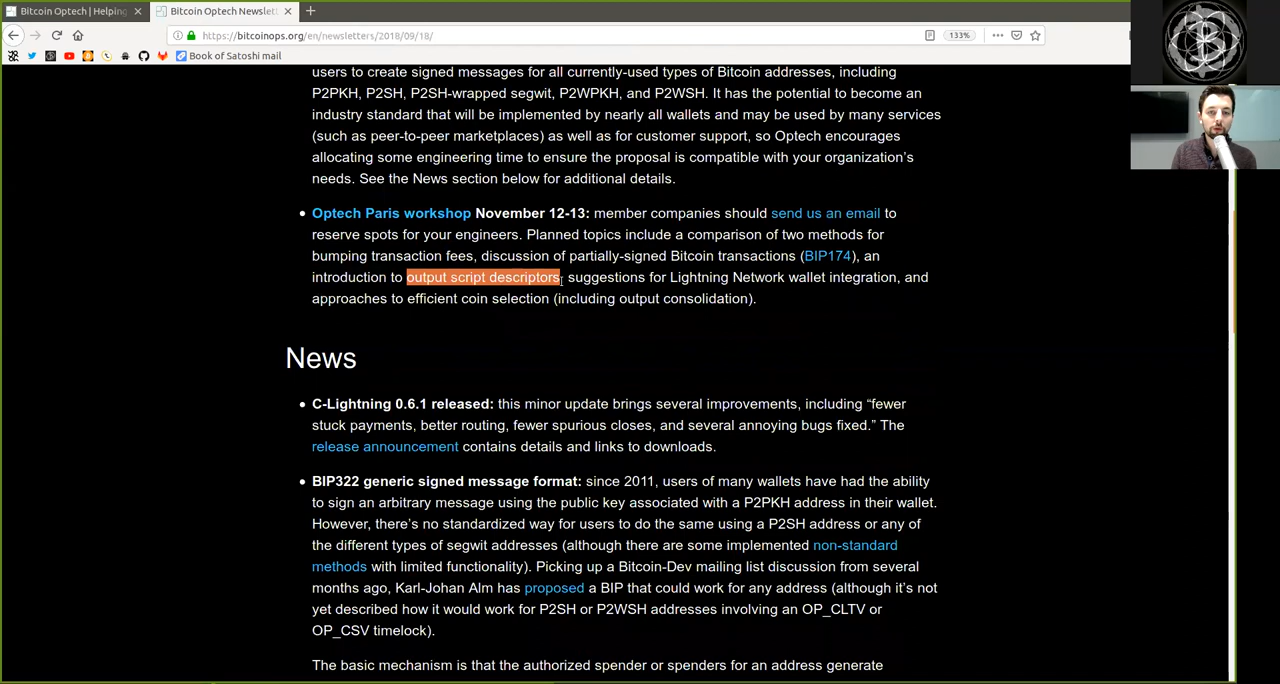 Bitcoin Optech | Helping
Bitcoin Optech Newslett
https://bitcoinops.org/en/newsletters/2018/09/18/
133%
Book of Satoshi mail
users to create signed messages for all currently-used types of Bitcoin addresses, including
P2PKH, P2SH, P2SH-wrapped segwit, P2WPKH, and P2WSH. It has the potential to become an
industry standard that will be implemented by nearly all wallets and may be used by many services
(such as peer-to-peer marketplaces) as well as for customer support, so Optech encourages
allocating some engineering time to ensure the proposal is compatible with your organization's
needs. See the News section below for additional details.
• Optech Paris workshop November 12-13: member companies should send us an email to
reserve spots for your engineers. Planned topics include a comparison of two methods for
bumping transaction fees, discussion of partially-signed Bitcoin transactions (BIP174), an
introduction to output script descriptors, suggestions for Lightning Network wallet integration, and
approaches to efficient coin selection (including output consolidation).
News
• C-Lightning 0.6.1 released: this minor update brings several improvements, including “fewer
stuck payments, better routing, fewer spurious closes, and several annoying bugs fixed.” The
release announcement contains details and links to downloads.
• BIP322 generic signed message format: since 2011, users of many wallets have had the ability
to sign an arbitrary message using the public key associated with a P2PKH address in their wallet.
However, there's no standardized way for users to do the same using a P2SH address or any of
the different types of segwit addresses (although there are some implemented non-standard
methods with limited functionality). Picking up a Bitcoin-Dev mailing list discussion from several
months ago, Karl-Johan Alm has proposed a BIP that could work for any address (although it's not
yet described how it would work for P2SH or P2WSH addresses involving an OP_CLTV or
OP_CSV timelock).
The basic mechanism is that the authorized spender or spenders for an address generate